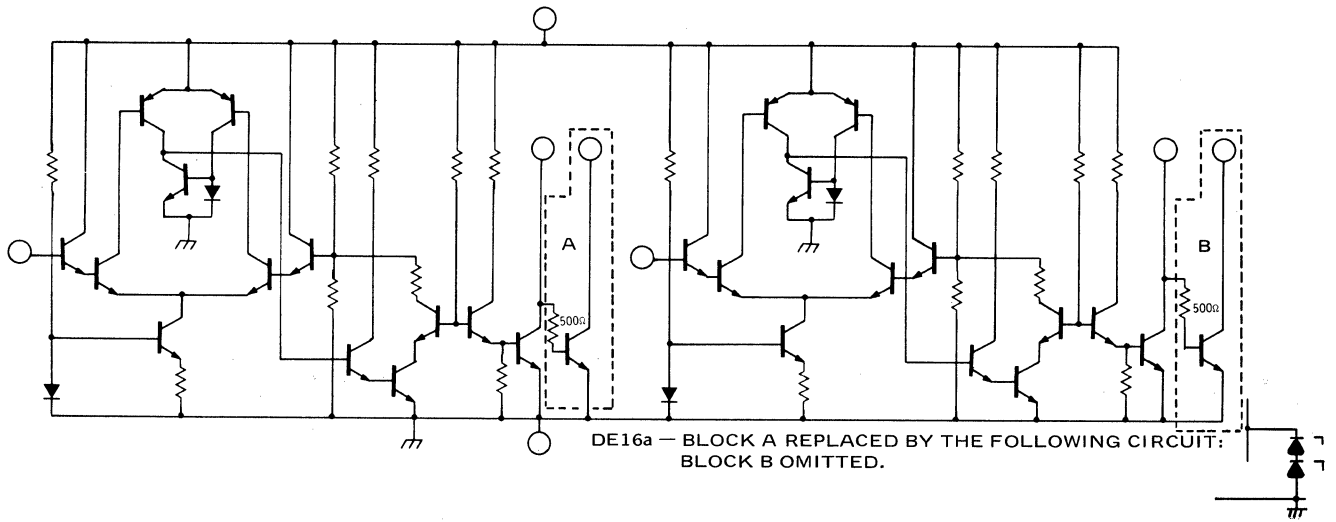 A
500Ω
B
500Ω
DE16a — BLOCK A REPLACED BY THE FOLLOWING CIRCUIT:
BLOCK B OMITTED.